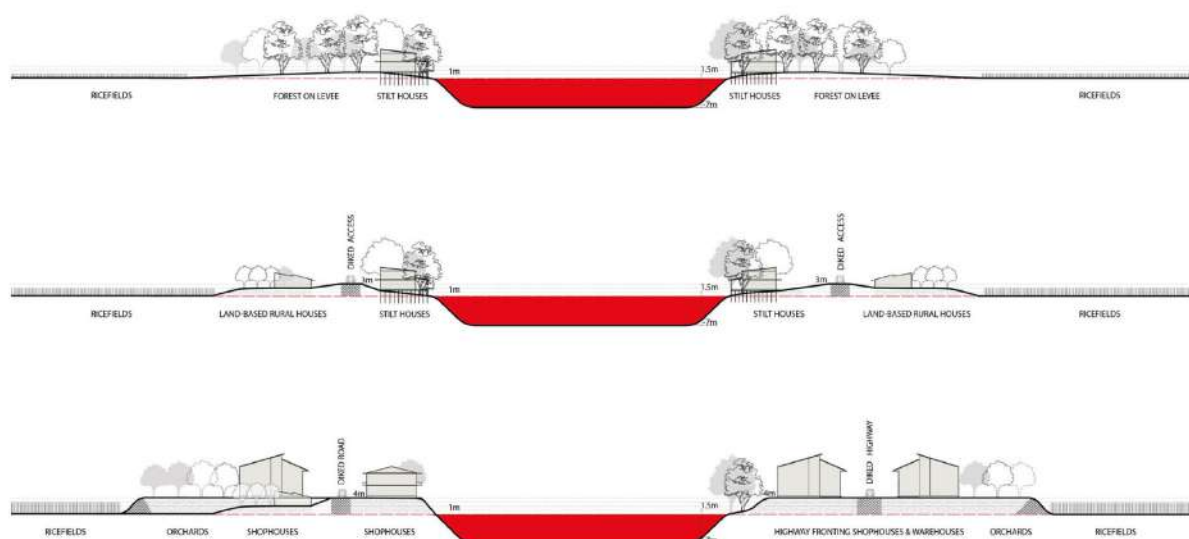 1m
1.5m
-7m
RICEFIELDS FOREST ON LEVEE STILT HOUSES STILT HOUSES FOREST ON LEVEE RICEFIELDS
DIKED ACCESS
DIKED ACCESS
3m
1m
1.5m
-7m
RICEFIELDS LAND-BASED RURAL HOUSES STILT HOUSES STILT HOUSES LAND-BASED RURAL HOUSES RICEFIELDS
DIKED ROAD
DIKED HIGHWAY
4m
4m
1m
1.5m
RICEFIELDS ORCHARDS SHOPHOUSES SHOPHOUSES HIGHWAY FRONTING SHOPHOUSES & WAREHOUSES ORCHARDS RICEFIELDS